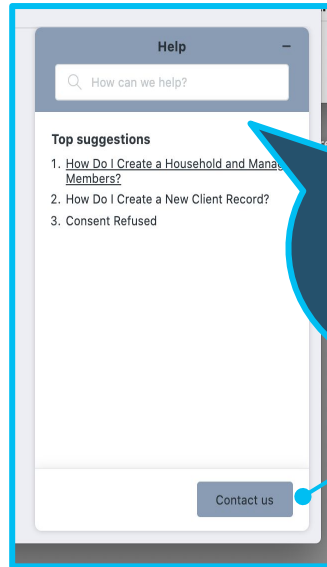 Help
How can we help?
Top suggestions
1. How Do I Create a Household and
Members?
2. How Do I Create a New Client Record?
3. Consent Refused
Contact us